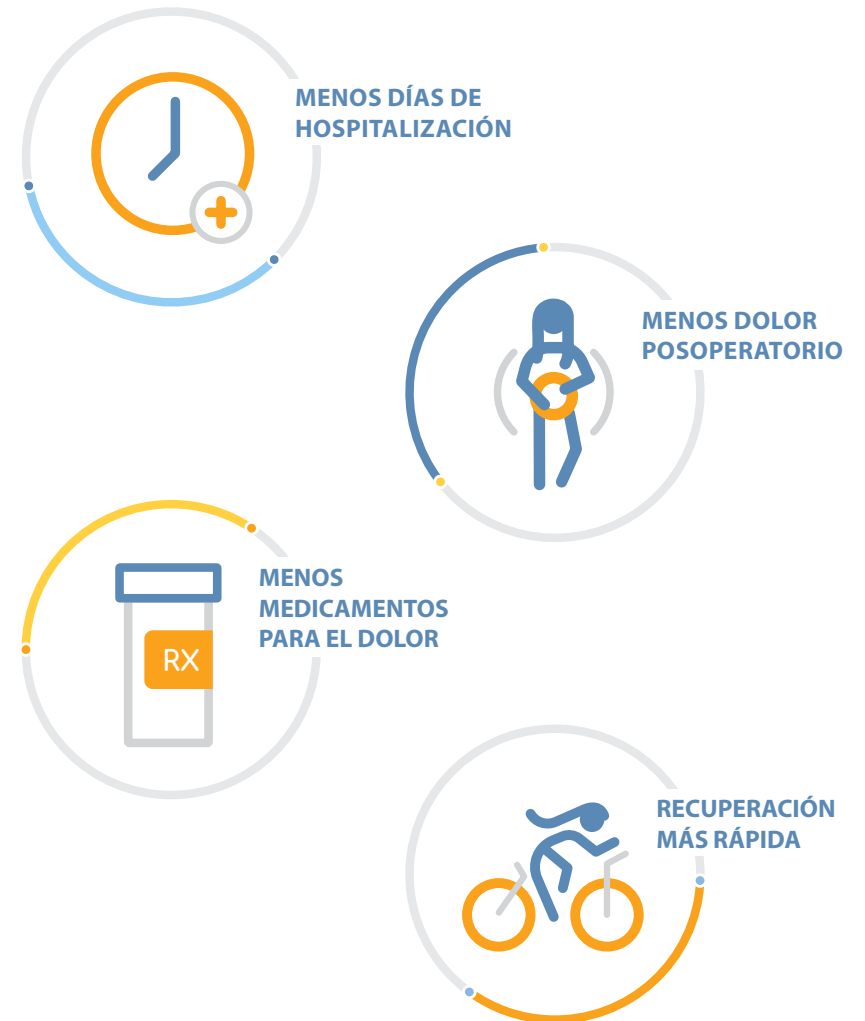 MENOS DÍAS DE
HOSPITALIZACIÓN
MENOS DOLOR
POSOPERATORIO
MENOS
MEDICAMENTOS
PARA EL DOLOR
RX
RECUPERACIÓN
MÁS RÁPIDA